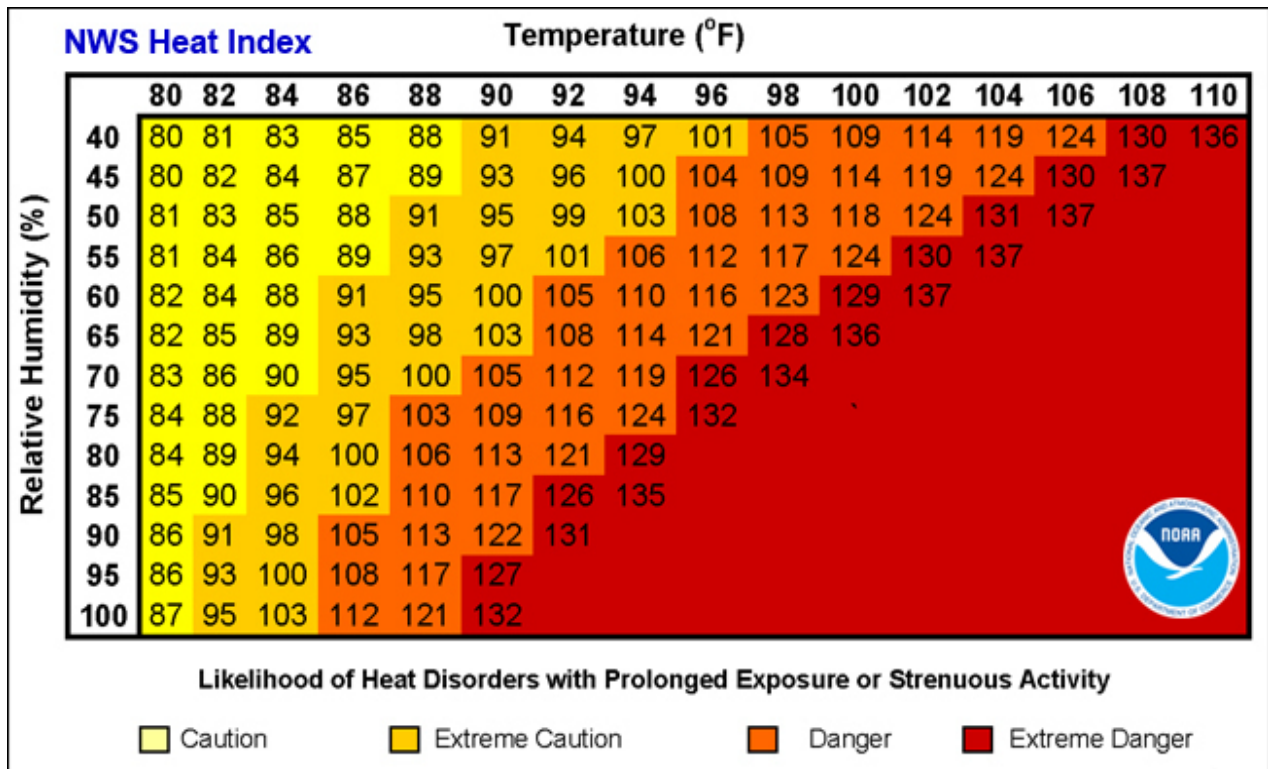 NWS Heat Index
Temperature (°F)
Relative Humidity (%)
80 82 84 86 88 90 92 94 96 98 100 102 104 106 108 110
40 80 81 83 85 88 91 94 97 101 105 109 114 119 124 130 136
45 80 82 84 87 89 93 96 100 104 109 114 119 124 130 137
50 81 83 85 88 91 95 99 103 108 113 118 124 131 137
55 81 84 86 89 93 97 101 106 112 117 124 130 137
60 82 84 88 91 95 100 105 110 116 123 129 137
65 82 85 89 93 98 103 108 114 121 128 136
70 83 86 90 95 100 105 112 119 126 134
75 84 88 92 97 103 109 116 124 132
80 84 89 94 100 106 113 121 129
85 85 90 96 102 110 117 126 135
90 86 91 98 105 113 122 131
95 86 93 100 108 117 127
100 87 95 103 112 121 132
NATIONAL OCEANIC AND ATMOSPHERIC ADMINISTRATION
NOAA
U.S. DEPARTMENT OF COMMERCE
Likelihood of Heat Disorders with Prolonged Exposure or Strenuous Activity
Caution Extreme Caution Danger Extreme Danger